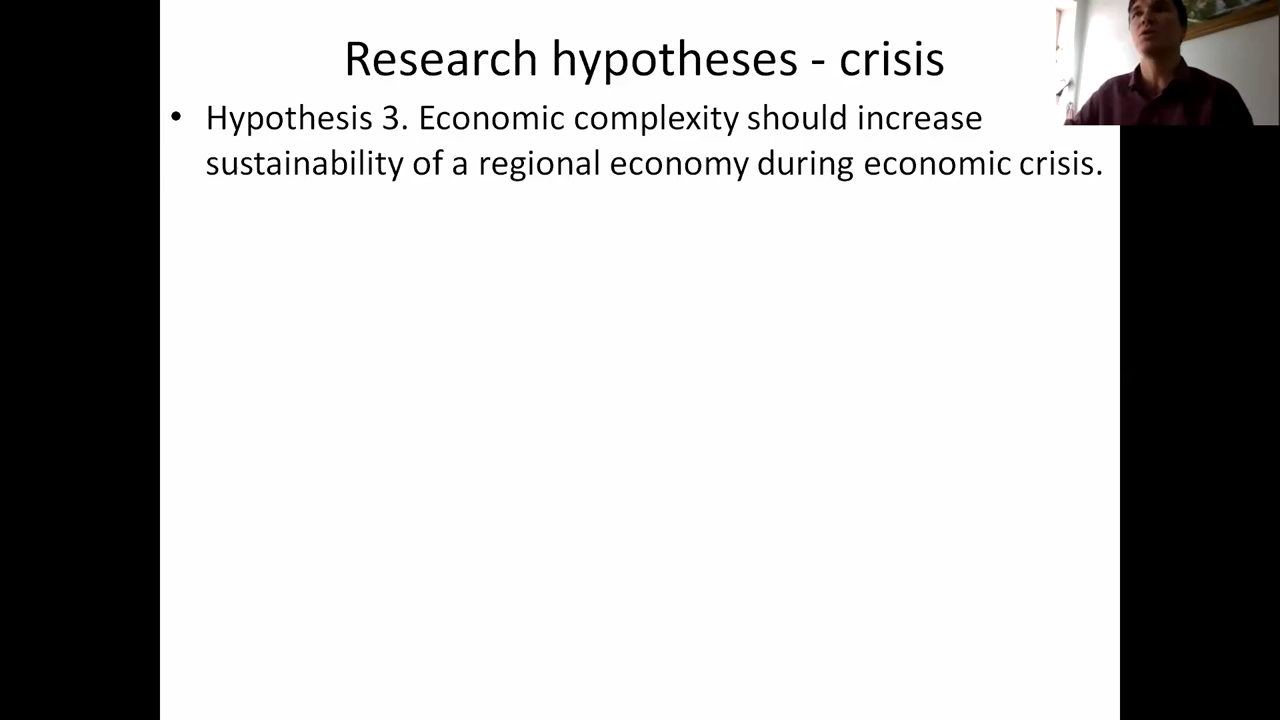 Research hypotheses - crisis
• Hypothesis 3. Economic complexity should increase
sustainability of a regional economy during economic crisis.